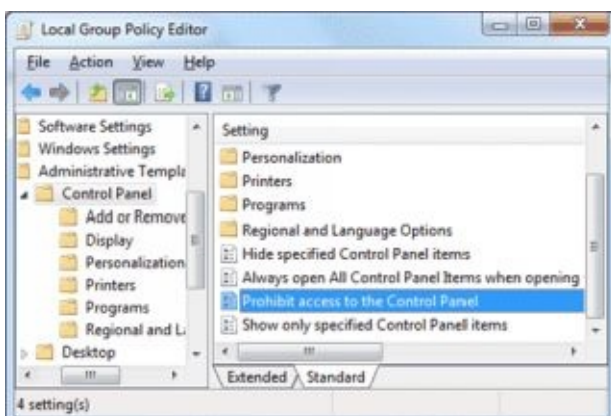 Local Group Policy Editor
File Action View Help
Software Settings
Windows Settings
Administrative Templa
Control Panel
Add or Remove
Display
Personalization
Printers
Programs
Regional and L
Desktop
Setting
Personalization
Printers
Programs
Regional and Language Options
Hide specified Control Panel items
Always open All Control Panel Items when opening
Prohibit access to the Control Panel
Show only specified Control Panel items
Extended Standard
4 setting(s)